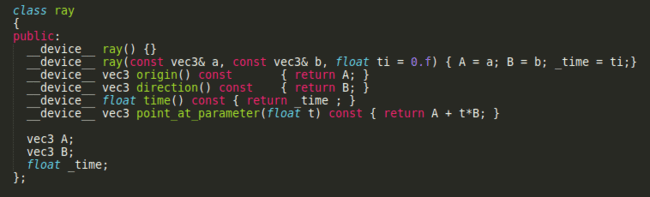 class ray
{
public:
  __device__ ray() {}
  __device__ ray(const vec3& a, const vec3& b, float ti = 0.f) { A = a; B = b; _time = ti;}
  __device__ vec3 origin() const      { return A; }
  __device__ vec3 direction() const   { return B; }
  __device__ float time() const { return _time ; }
  __device__ vec3 point_at_parameter(float t) const { return A + t*B; }

  vec3 A;
  vec3 B;
  float _time;
};